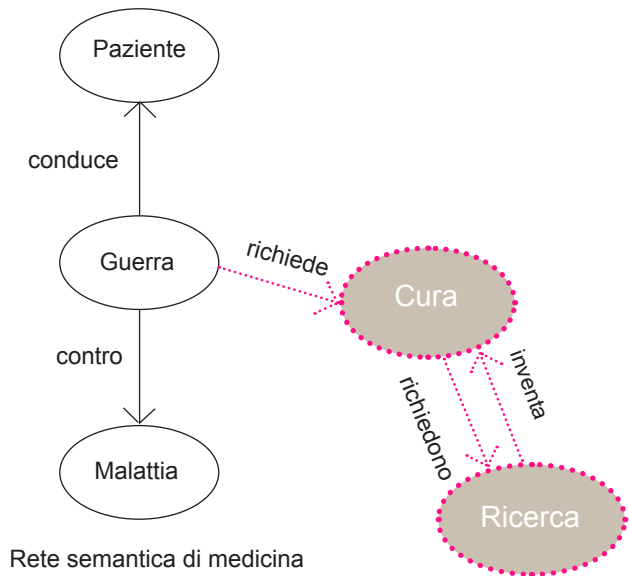 Paziente
conduce
Guerra
richiede
Cura
contro
inventa
richiedono
Malattia
Ricerca
Rete semantica di medicina